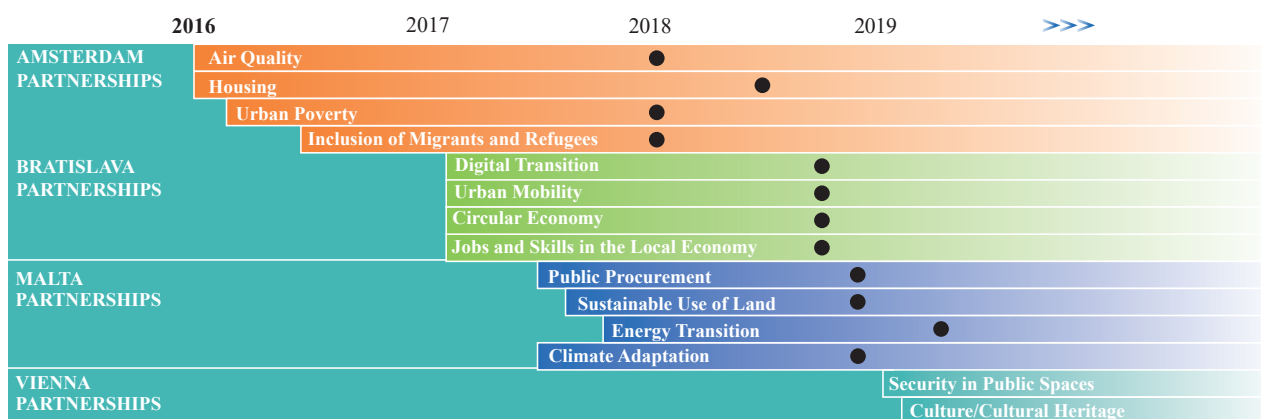 2016 2017 2018 2019
AMSTERDAM
PARTNERSHIPS
Air Quality
Housing
Urban Poverty
Inclusion of Migrants and Refugees
BRATISLAVA
PARTNERSHIPS
Digital Transition
Urban Mobility
Circular Economy
Jobs and Skills in the Local Economy
MALTA
PARTNERSHIPS
Public Procurement
Sustainable Use of Land
Energy Transition
Climate Adaptation
VIENNA
PARTNERSHIPS
Security in Public Spaces
Culture/Cultural Heritage